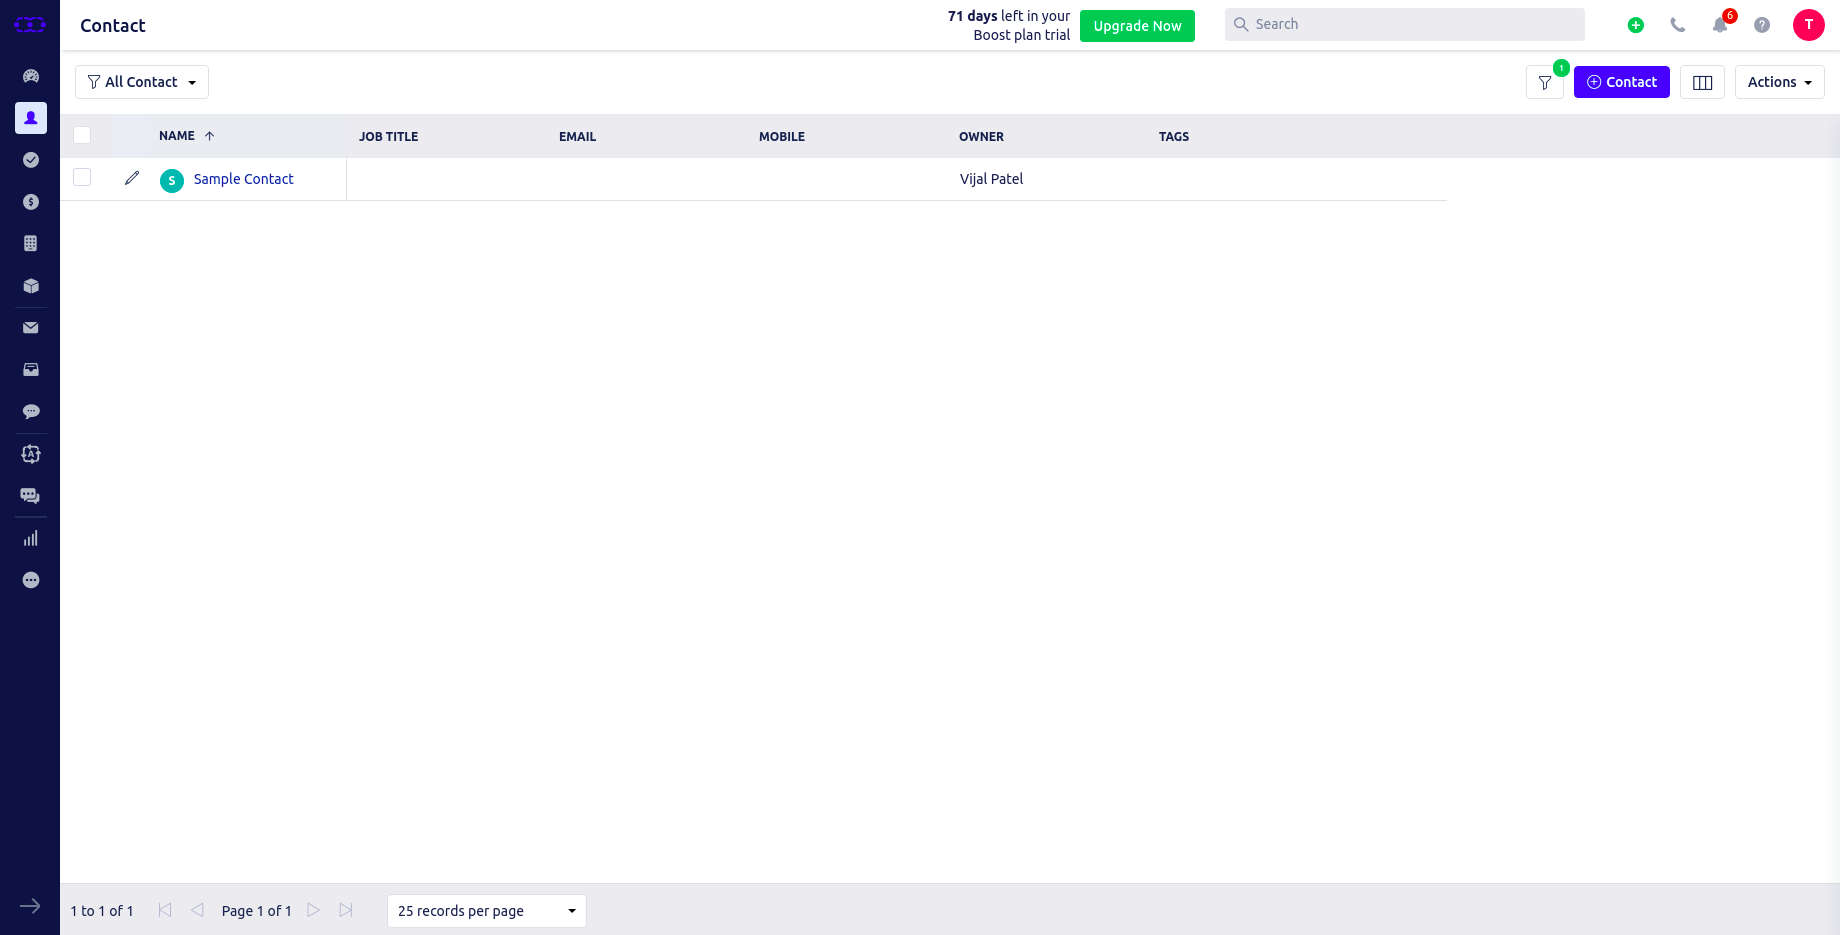 Contact
71 days left in your
Boost plan trial
Upgrade Now
Search
6
T
All Contact
1
Contact
Actions
NAME
JOB TITLE
EMAIL
MOBILE
OWNER
TAGS
S
Sample Contact
Vijal Patel
1 to 1 of 1
Page 1 of 1
25 records per page